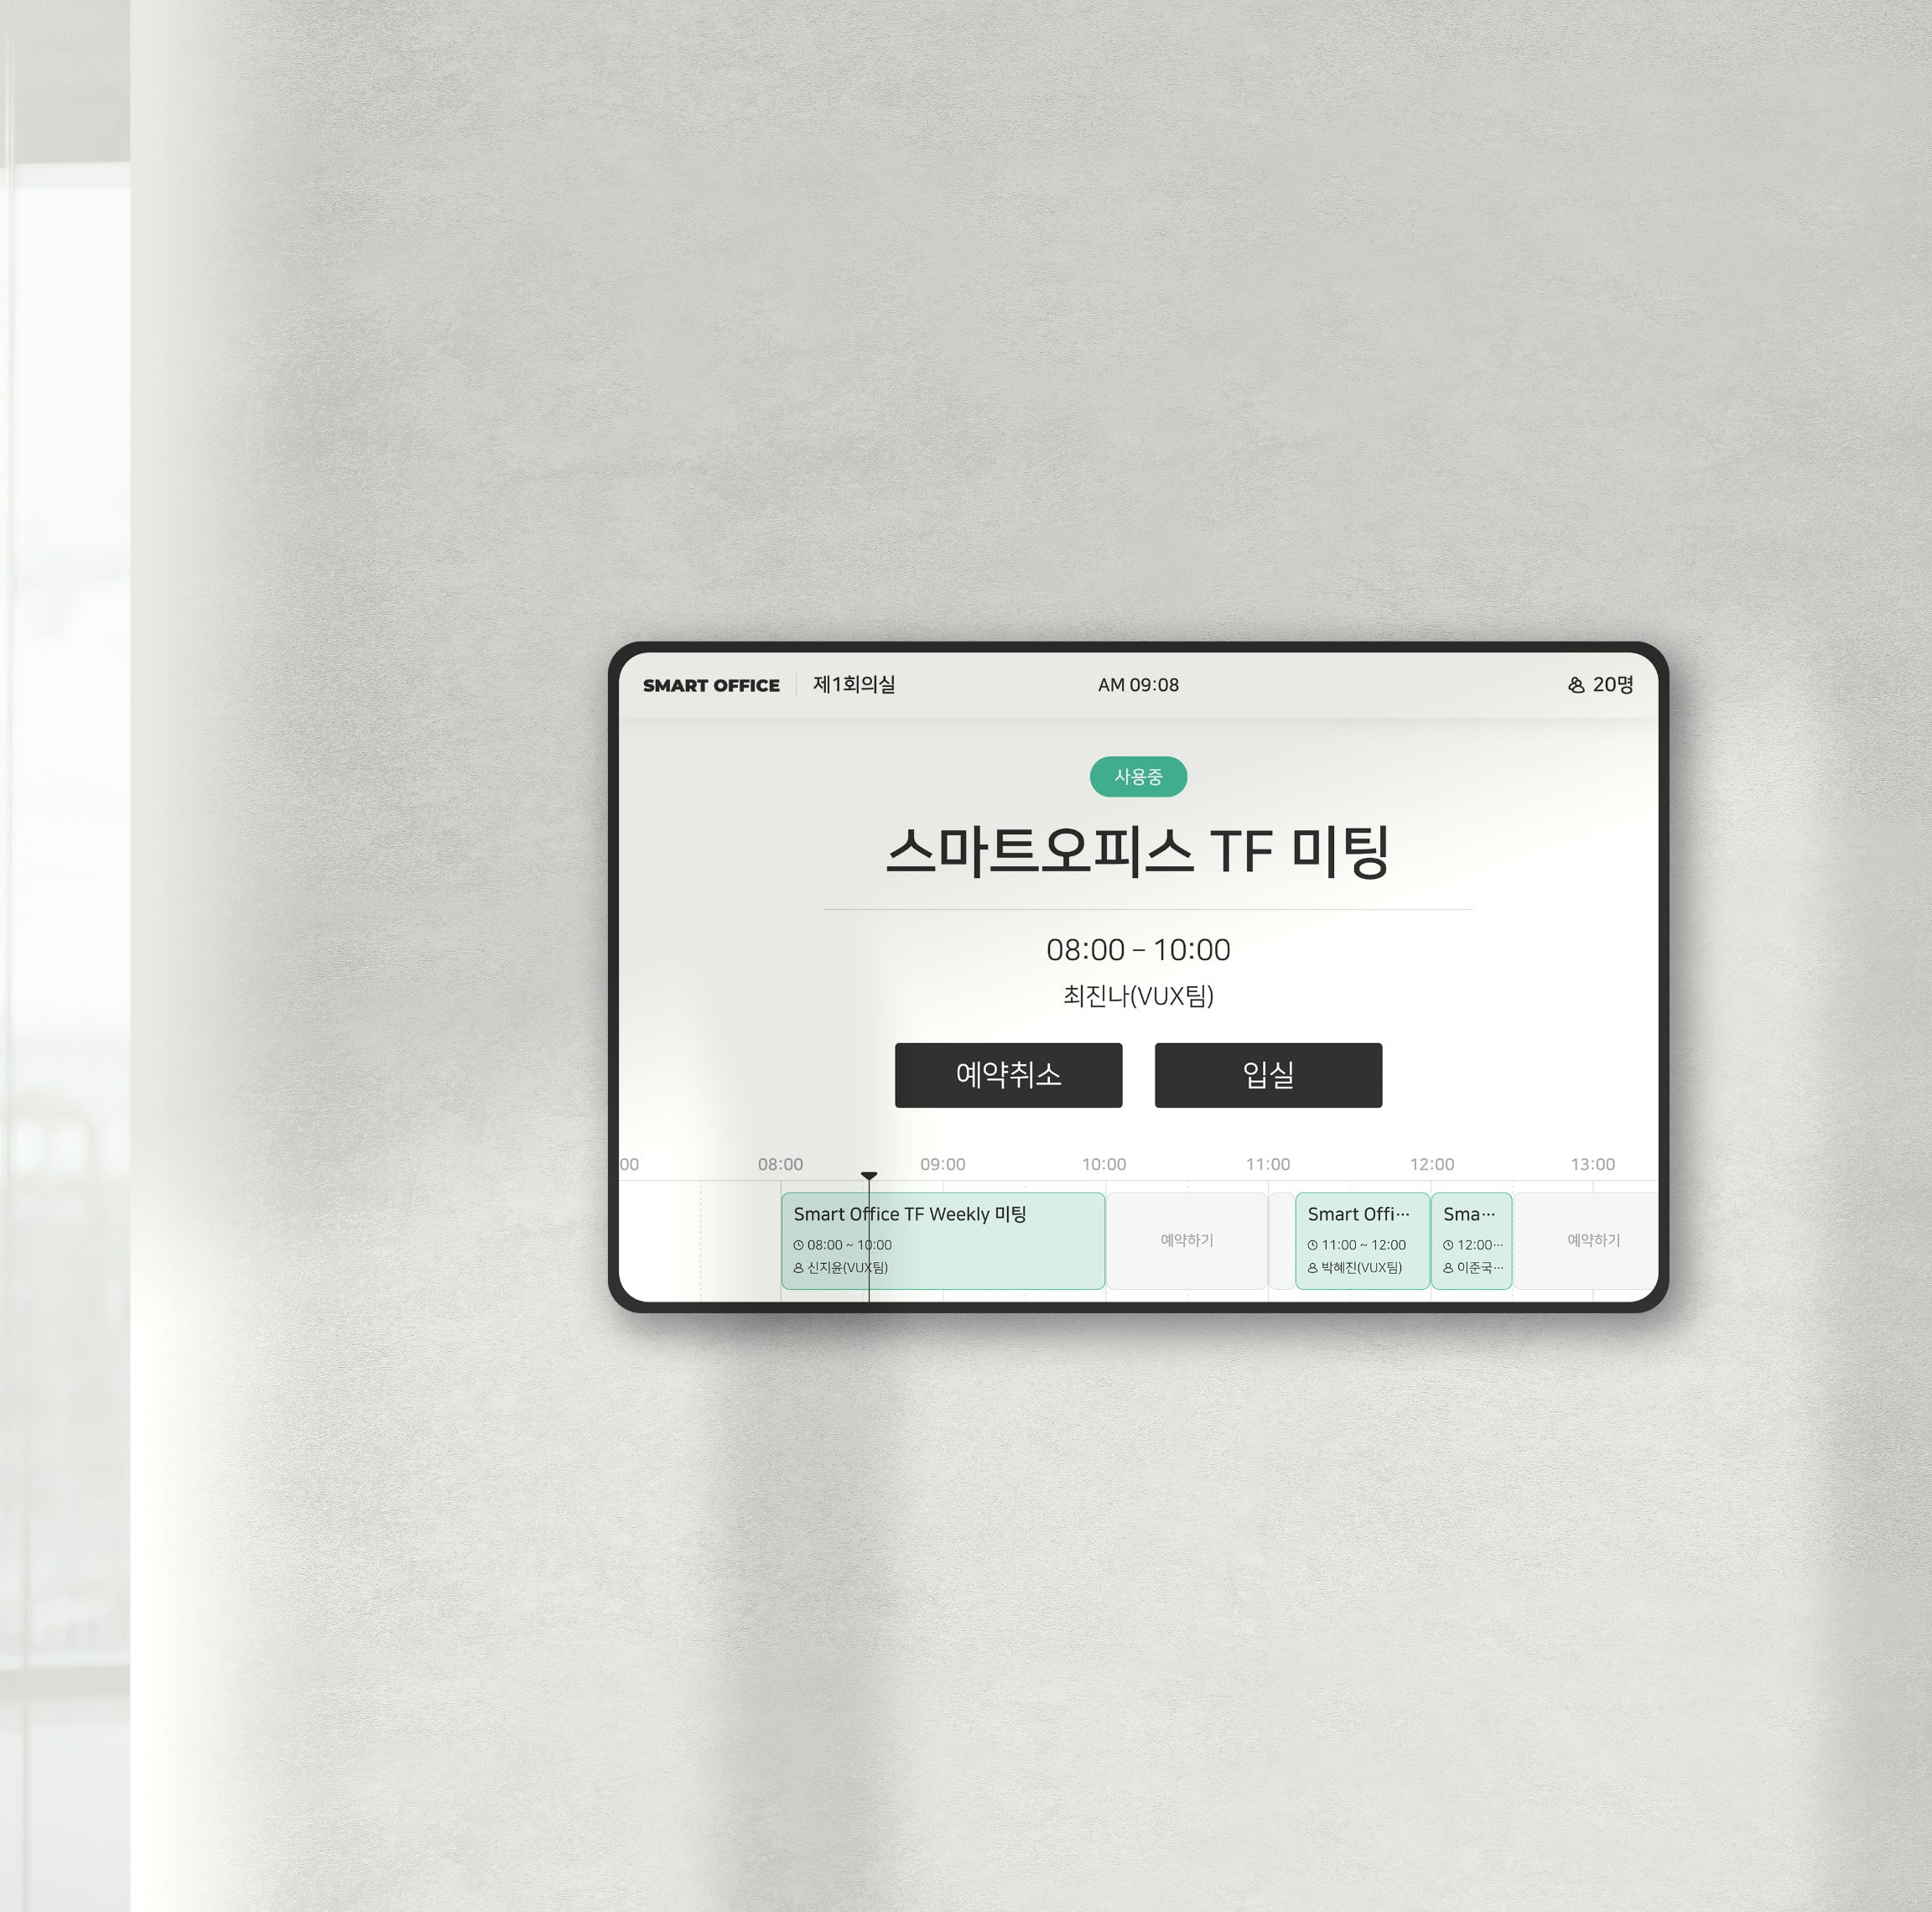 SMART OFFICE 제1회의실 AM 09:08 20명
사용중
스마트오피스 TF 미팅
08:00 – 10:00
최진나(VUX팀)
예약취소 입실
00 08:00 09:00 10:00 11:00 12:00 13:00
Smart Office TF Weekly 미팅
08:00 ~ 10:00
신지윤(VUX팀)
예약하기
Smart Offi···
11:00 ~ 12:00
박혜진(VUX팀)
Sma···
12:00···
이준국···
예약하기